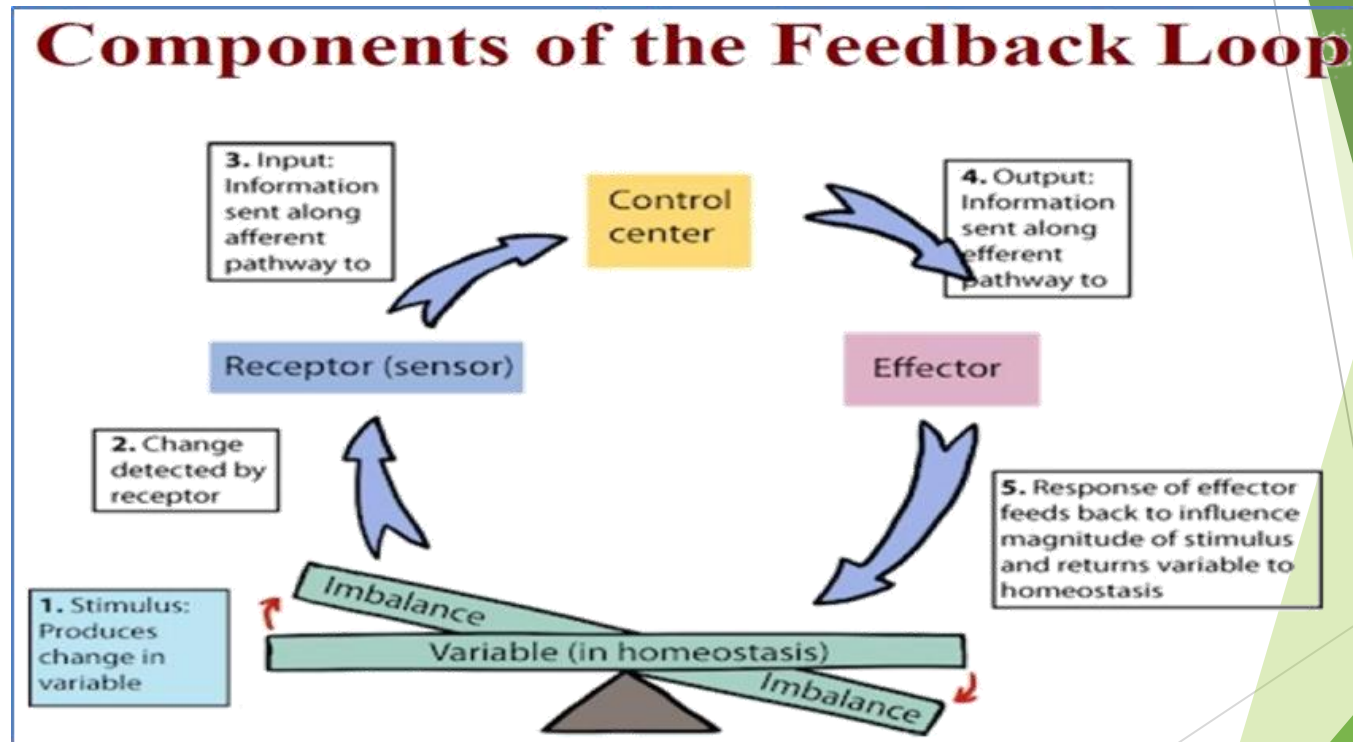 Components of the Feedback Loop
3. Input:
Information
sent along
afferent
pathway to
Control
center
4. Output:
Information
sent along
efferent
pathway to
Receptor (sensor)
Effector
2. Change
detected by
receptor
5. Response of effector
feeds back to influence
magnitude of stimulus
and returns variable to
homeostasis
1. Stimulus:
Produces
change in
variable
Imbalance
Variable (in homeostasis)
Imbalance